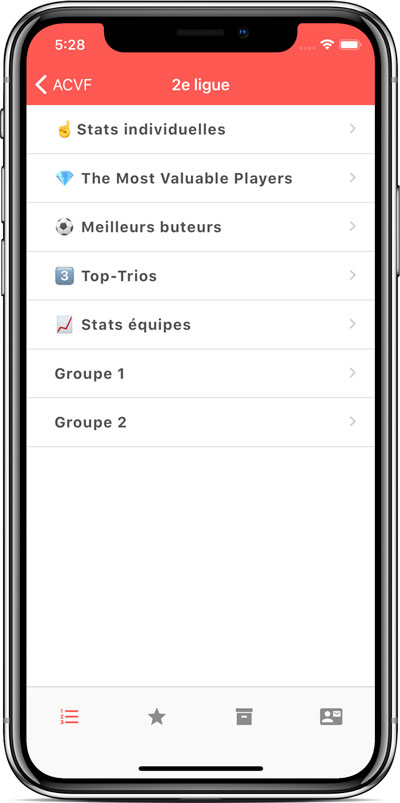 5:28
ACVF
2e ligue
☝️Stats individuelles
💎 The Most Valuable Players
⚽ Meilleurs buteurs
3️⃣ Top-Trios
📈 Stats équipes
Groupe 1
Groupe 2